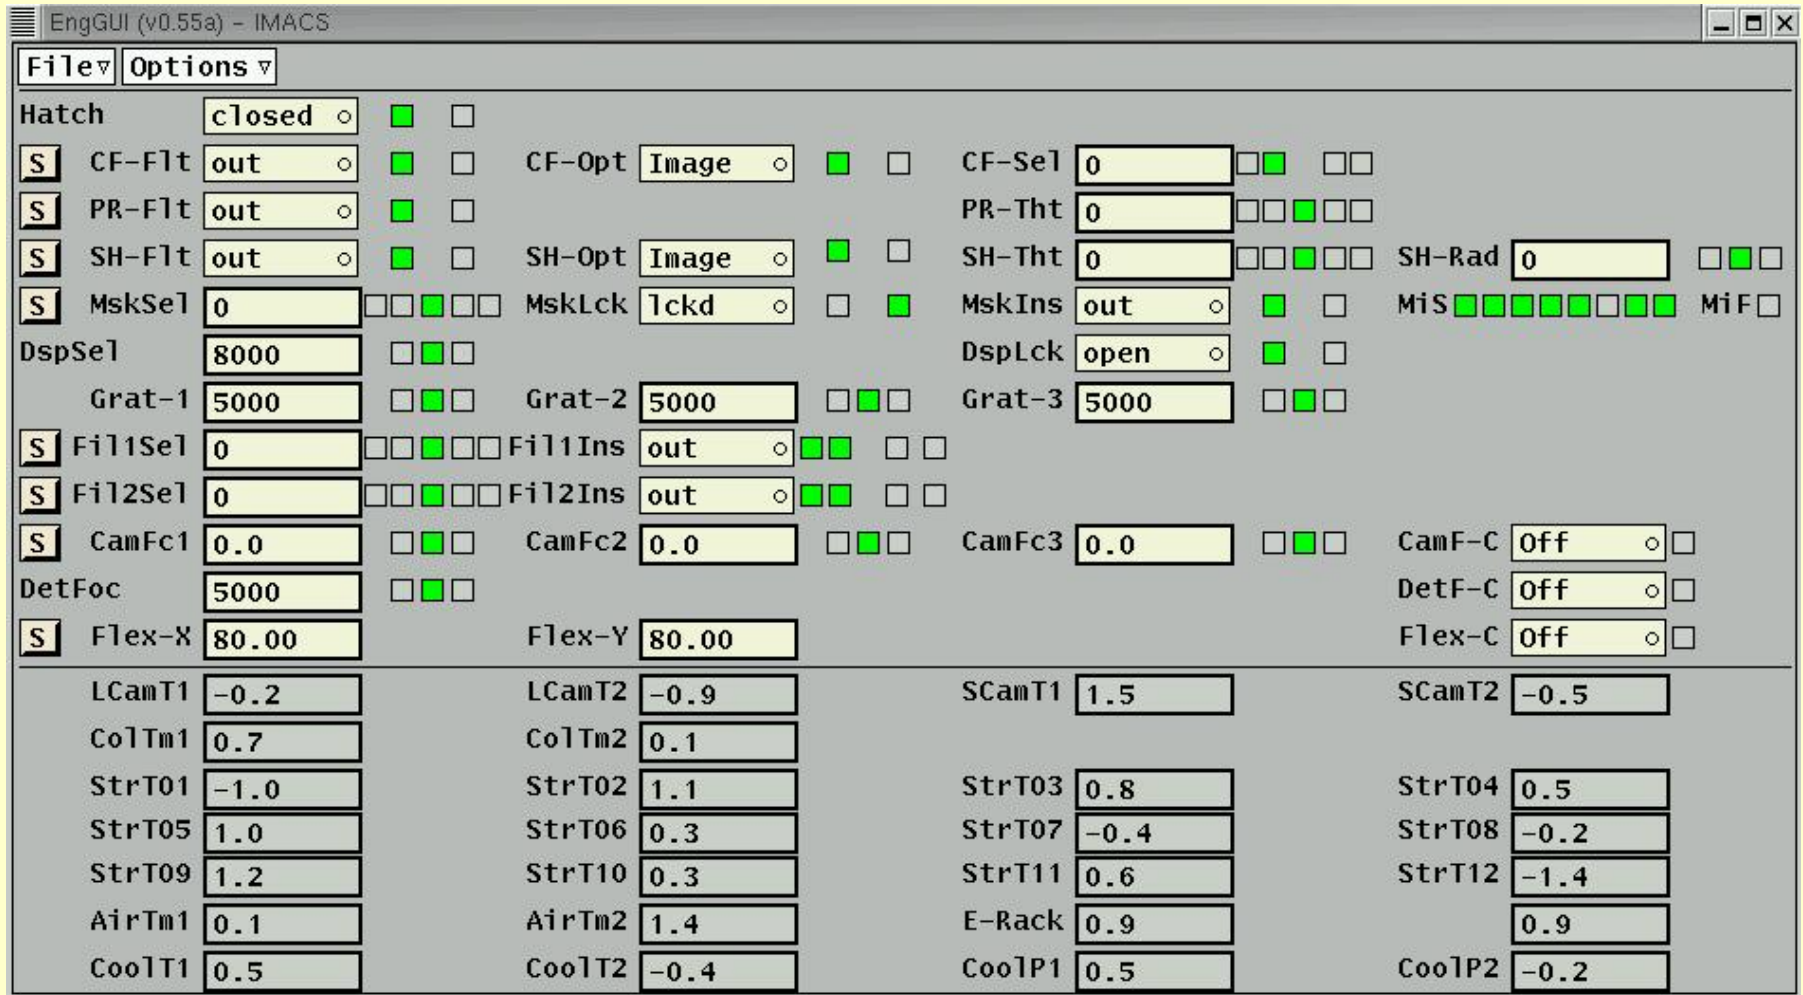 EngGUI (v0.55a) – IMACS
File Options
Hatch closed
S CF-Flt out CF-Opt Image CF-Sel 0
S PR-Flt out PR-Tht 0
S SH-Flt out SH-Opt Image SH-Tht 0 SH-Rad 0
S MskSel 0 MskLck lckd MskIns out MiS MiF
DspSel 8000 DspLck open
Grat-1 5000 Grat-2 5000 Grat-3 5000
S Fil1Sel 0 Fil1Ins out
S Fil2Sel 0 Fil2Ins out
S CamFc1 0.0 CamFc2 0.0 CamFc3 0.0 CamF-C Off
DetFoc 5000 DetF-C Off
S Flex-X 80.00 Flex-Y 80.00 Flex-C Off
LCamT1 -0.2 LCamT2 -0.9 SCamT1 1.5 SCamT2 -0.5
ColTm1 0.7 ColTm2 0.1
StrT01 -1.0 StrT02 1.1 StrT03 0.8 StrT04 0.5
StrT05 1.0 StrT06 0.3 StrT07 -0.4 StrT08 -0.2
StrT09 1.2 StrT10 0.3 StrT11 0.6 StrT12 -1.4
AirTm1 0.1 AirTm2 1.4 E-Rack 0.9 0.9
CoolT1 0.5 CoolT2 -0.4 CoolP1 0.5 CoolP2 -0.2